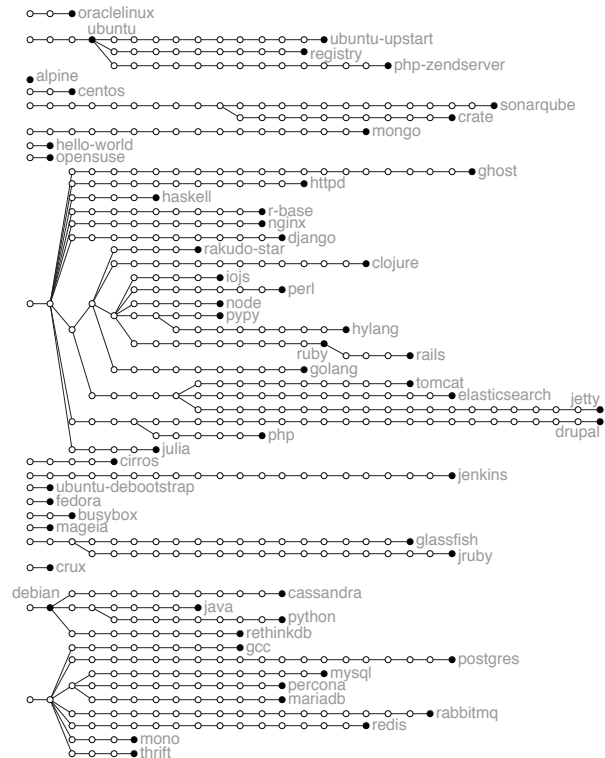 oraclelinux
ubuntu
ubuntu-upstart
registry
php-zendserver
alpine
centos
sonarqube
crate
mongo
hello-world
opensuse
ghost
httpd
haskell
r-base
nginx
django
rakudo-star
clojure
iojs
perl
node
pypy
hylang
ruby
rails
golang
tomcat
elasticsearch
jetty
drupal
php
julia
cirros
jenkins
ubuntu-debootstrap
fedora
busybox
mageia
glassfish
jruby
crux
debian
cassandra
java
python
rethinkdb
gcc
postgres
mysql
percona
mariadb
rabbitmq
redis
mono
thrift